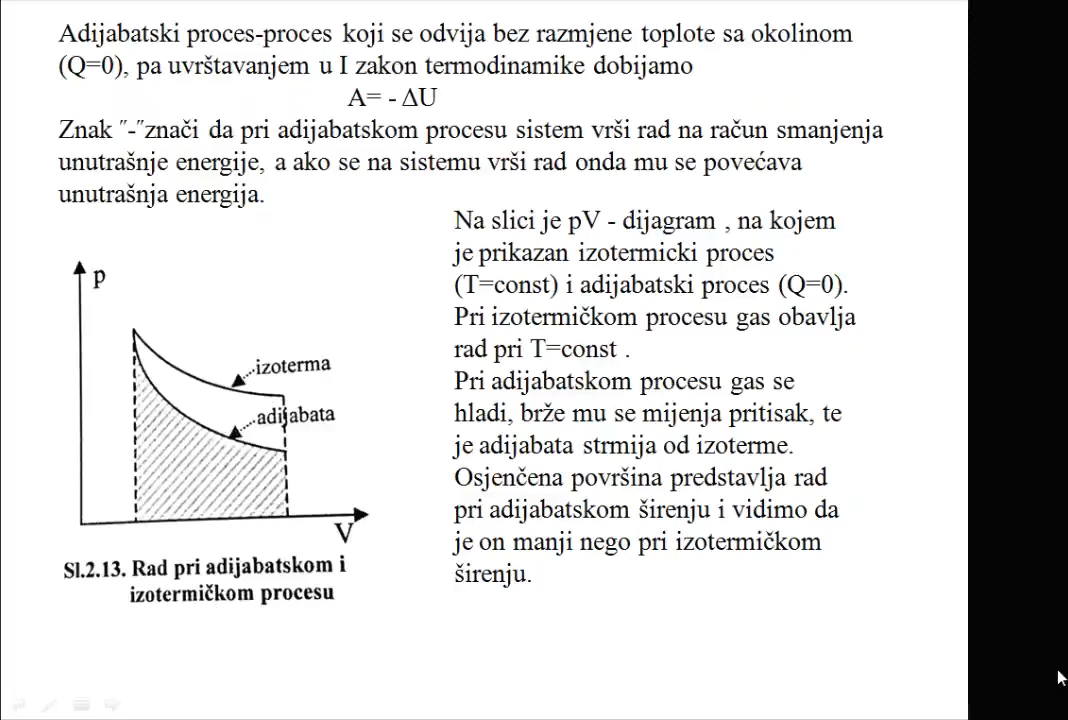 Adijabatski proces-proces koji se odvija bez razmjene toplote sa okolinom
(Q=0), pa uvrštavanjem u I zakon termodinamike dobijamo
A= - ΔU
Znak ˝-˝znači da pri adijabatskom procesu sistem vrši rad na račun smanjenja
unutrašnje energije, a ako se na sistemu vrši rad onda mu se povećava
unutrašnja energija.
Na slici je pV - dijagram , na kojem
je prikazan izotermicki proces
(T=const) i adijabatski proces (Q=0).
Pri izotermičkom procesu gas obavlja
rad pri T=const .
Pri adijabatskom procesu gas se
hladi, brže mu se mijenja pritisak, te
je adijabata strmija od izoterme.
Osjenčena površina predstavlja rad
pri adijabatskom širenju i vidimo da
je on manji nego pri izotermičkom
širenju.
p
izoterma
adijabata
V
Sl.2.13. Rad pri adijabatskom i
izotermičkom procesu